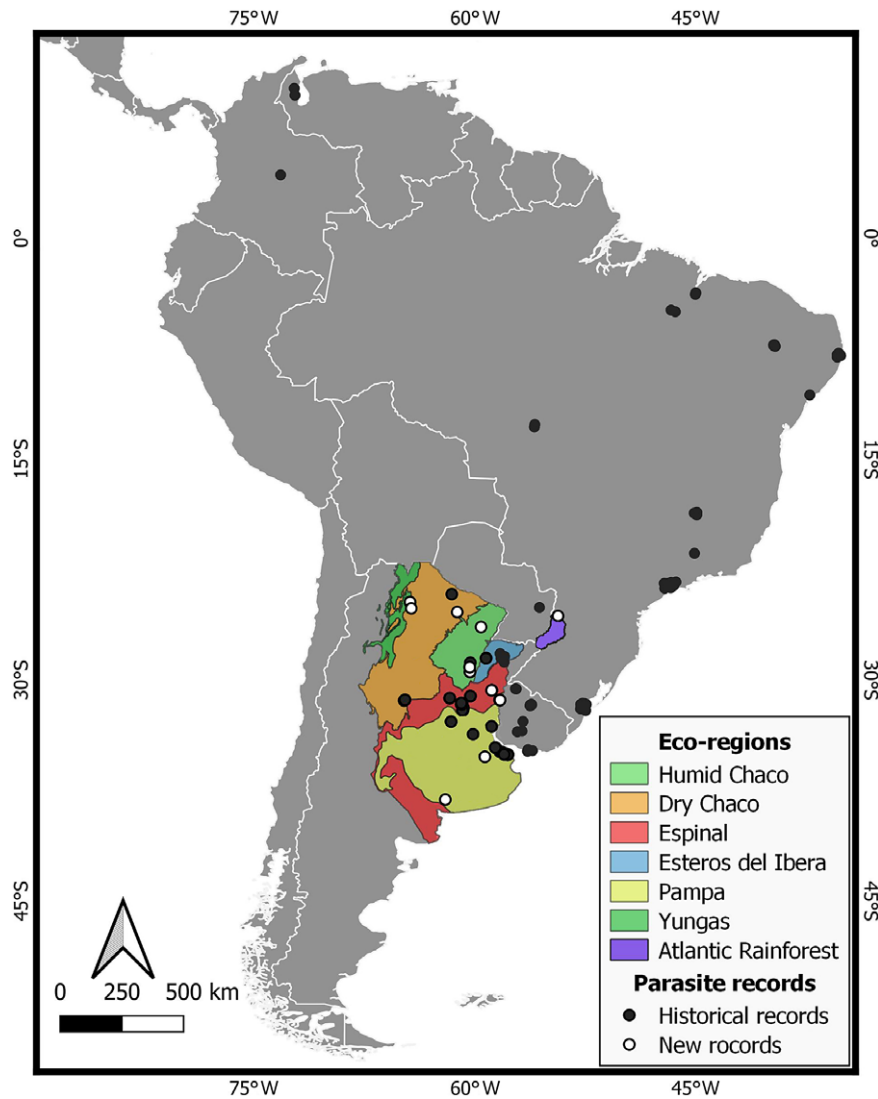 75°W 60°W 45°W
0° 0°
15°S 15°S
30°S 30°S
45°S 45°S
Eco-regions
Humid Chaco
Dry Chaco
Espinal
Esteros del Ibera
Pampa
Yungas
Atlantic Rainforest
Parasite records
Historical records
New rocords
0 250 500 km
75°W 60°W 45°W